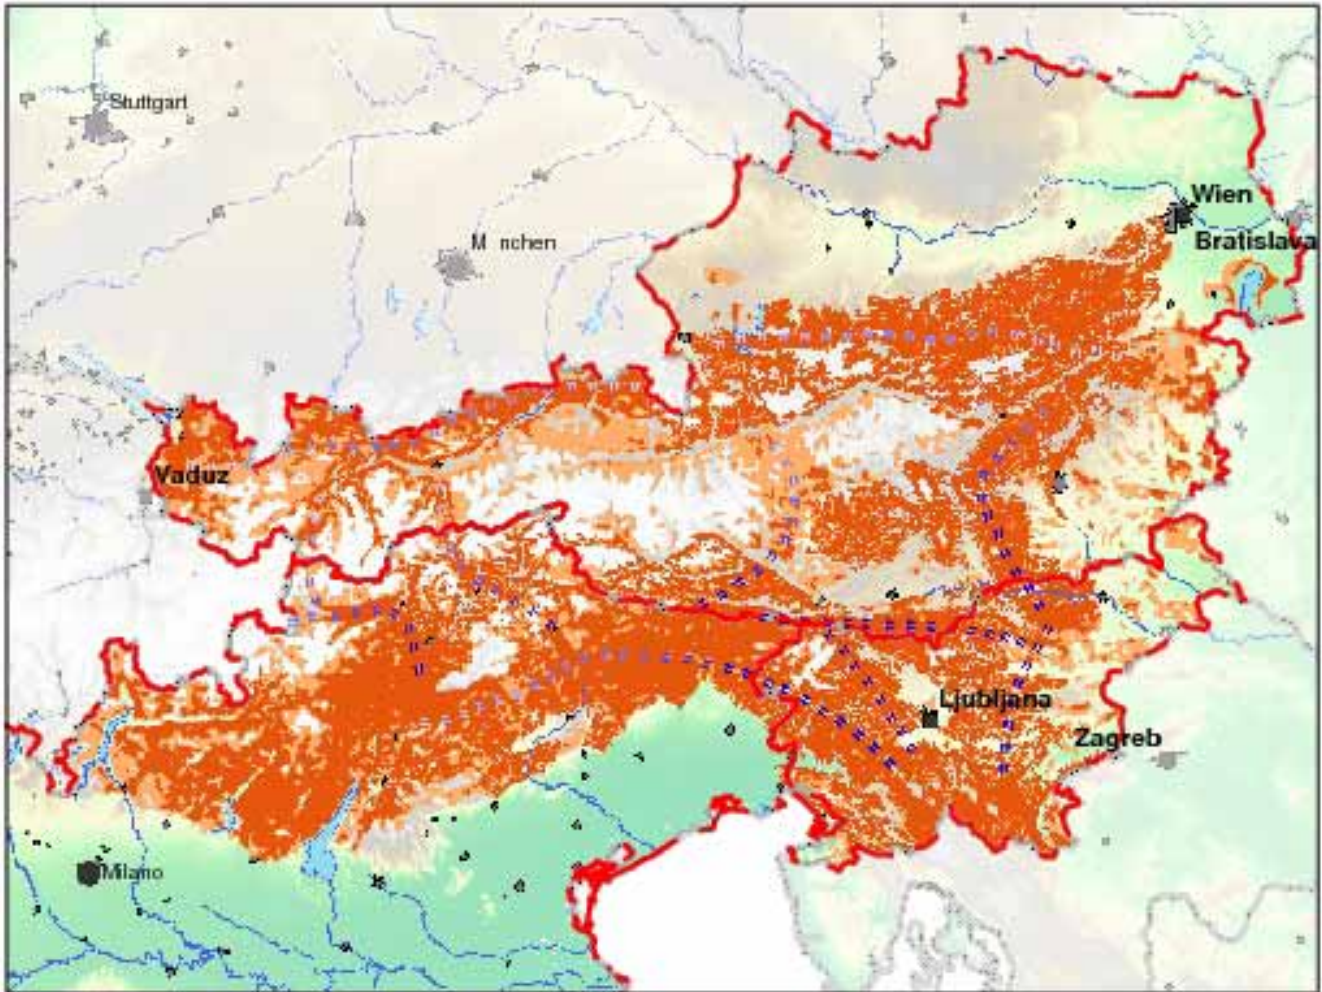 Stuttgart
Wien
M nchen
Bratislava
Vaduz
Ljubljana
Zagreb
Milano